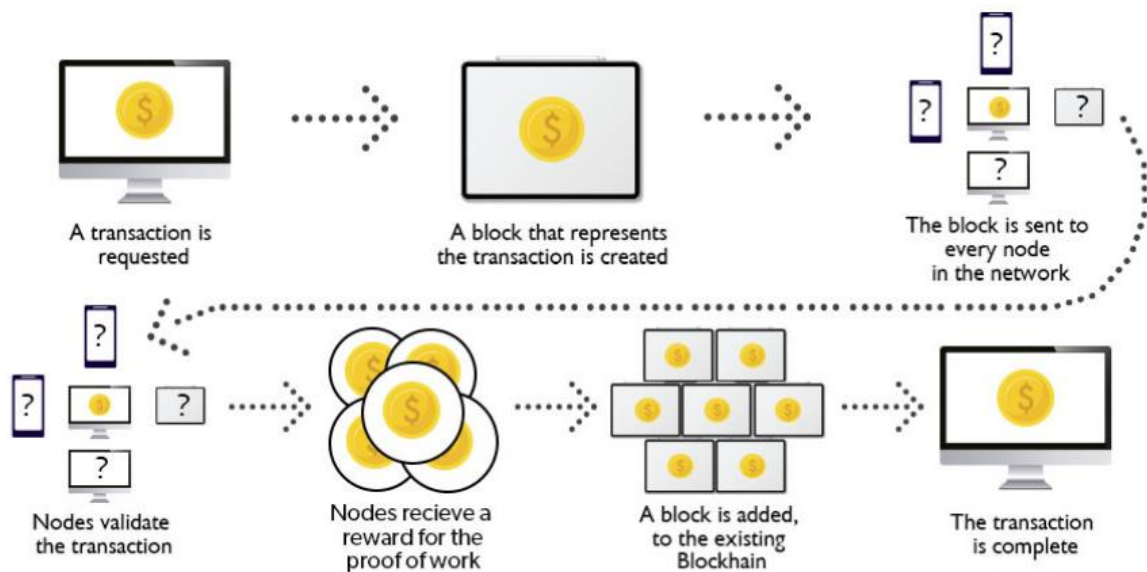 $
$
?
?
$
?
?
A transaction is
requested
A block that represents
the transaction is created
The block is sent to
every node
in the network
?
?
$
?
?
Nodes validate
the transaction
$
$
$
$
$
Nodes recieve a
reward for the
proof of work
$
$
$
$
$
$
$
A block is added,
to the existing
Blockhain
$
The transaction
is complete